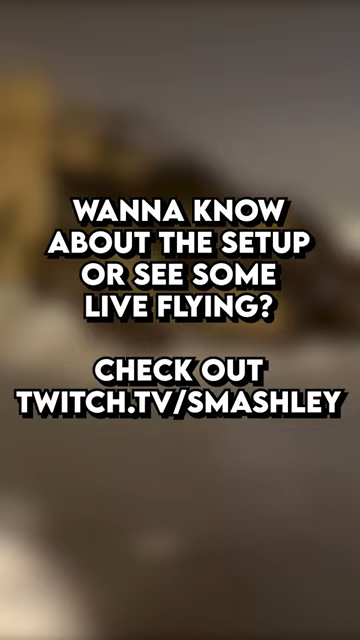 WANNA KNOW
ABOUT THE SETUP
OR SEE SOME
LIVE FLYING?
CHECK OUT
TWITCH.TV/SMASHLEY